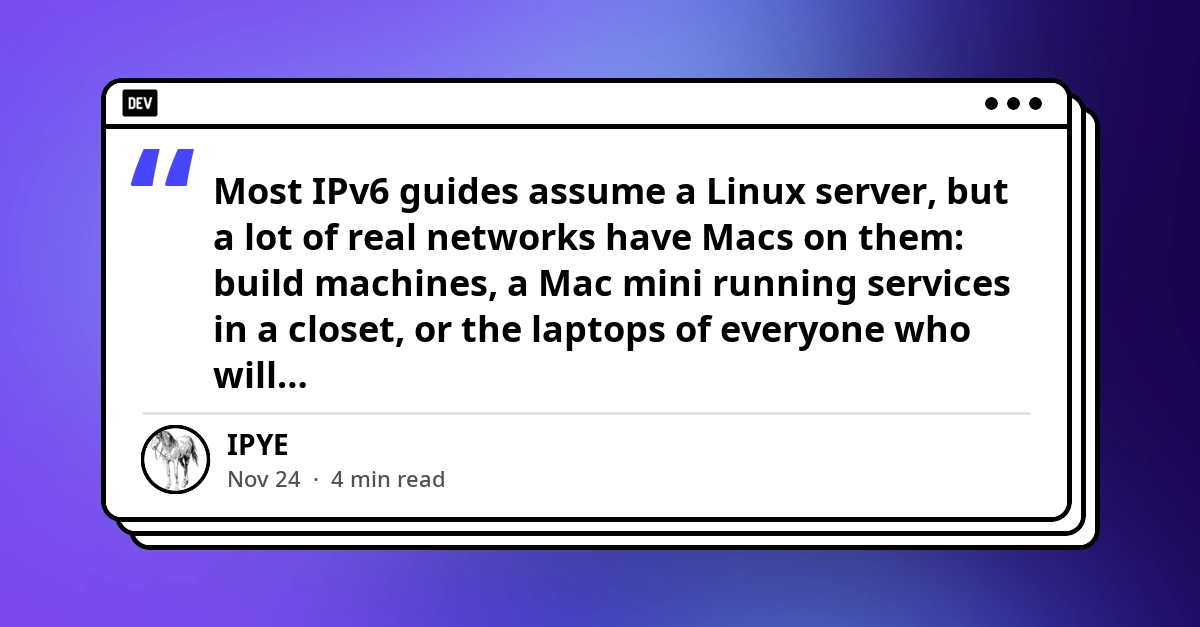 DEV
“
Most IPv6 guides assume a Linux server, but
a lot of real networks have Macs on them:
build machines, a Mac mini running services
in a closet, or the laptops of everyone who
will...
IPYE
Nov 24 · 4 min read